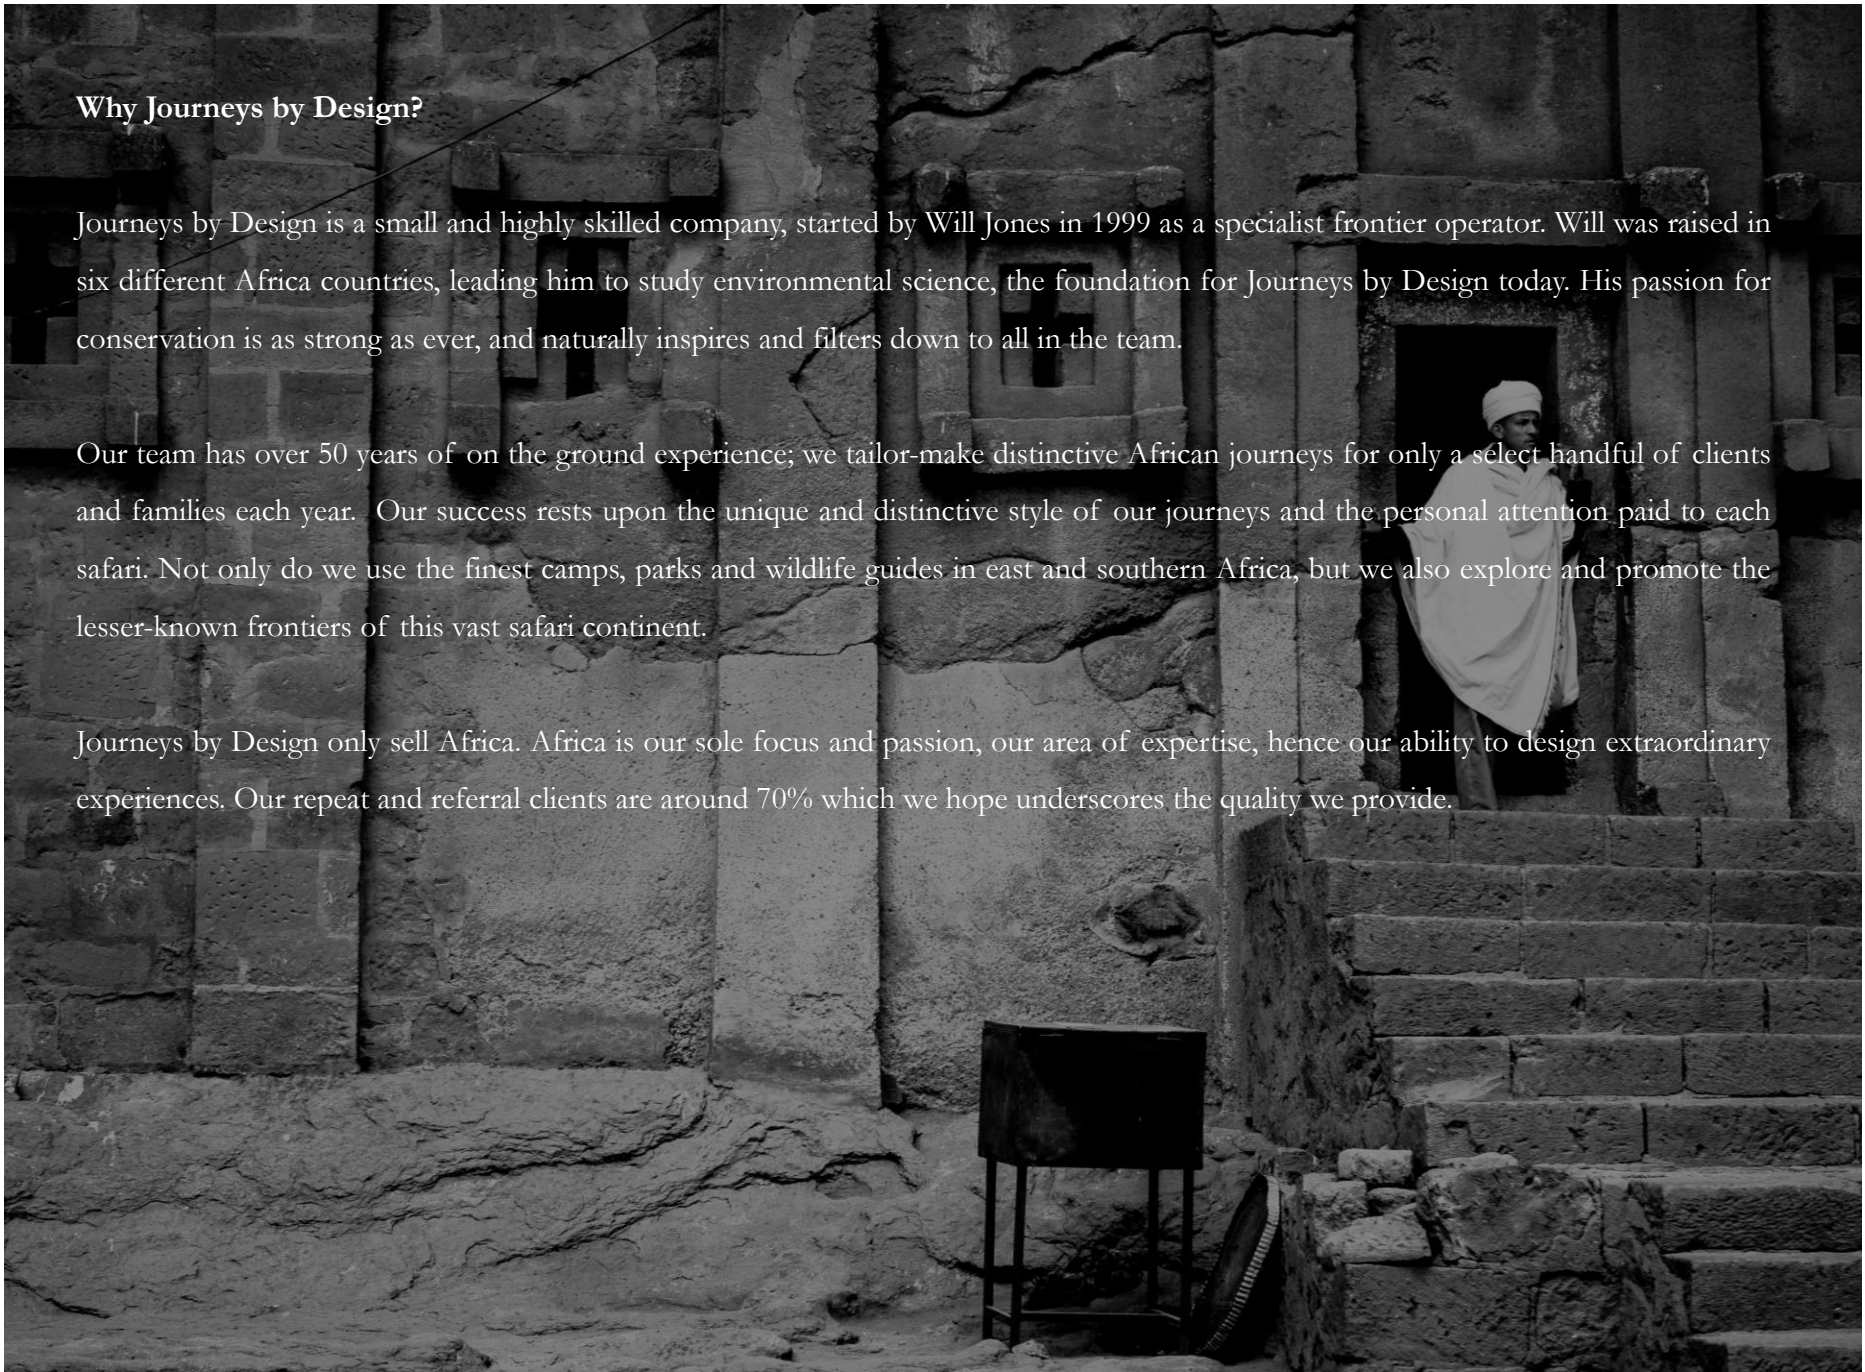 Why Journeys by Design?
Journeys by Design is a small and highly skilled company, started by Will Jones in 1999 as a specialist frontier operator. Will was raised in
six different Africa countries, leading him to study environmental science, the foundation for Journeys by Design today. His passion for
conservation is as strong as ever, and naturally inspires and filters down to all in the team.
Our team has over 50 years of on the ground experience; we tailor-make distinctive African journeys for only a select handful of clients
and families each year. Our success rests upon the unique and distinctive style of our journeys and the personal attention paid to each
safari. Not only do we use the finest camps, parks and wildlife guides in east and southern Africa, but we also explore and promote the
lesser-known frontiers of this vast safari continent.
Journeys by Design only sell Africa. Africa is our sole focus and passion, our area of expertise, hence our ability to design extraordinary
experiences. Our repeat and referral clients are around 70% which we hope underscores the quality we provide.